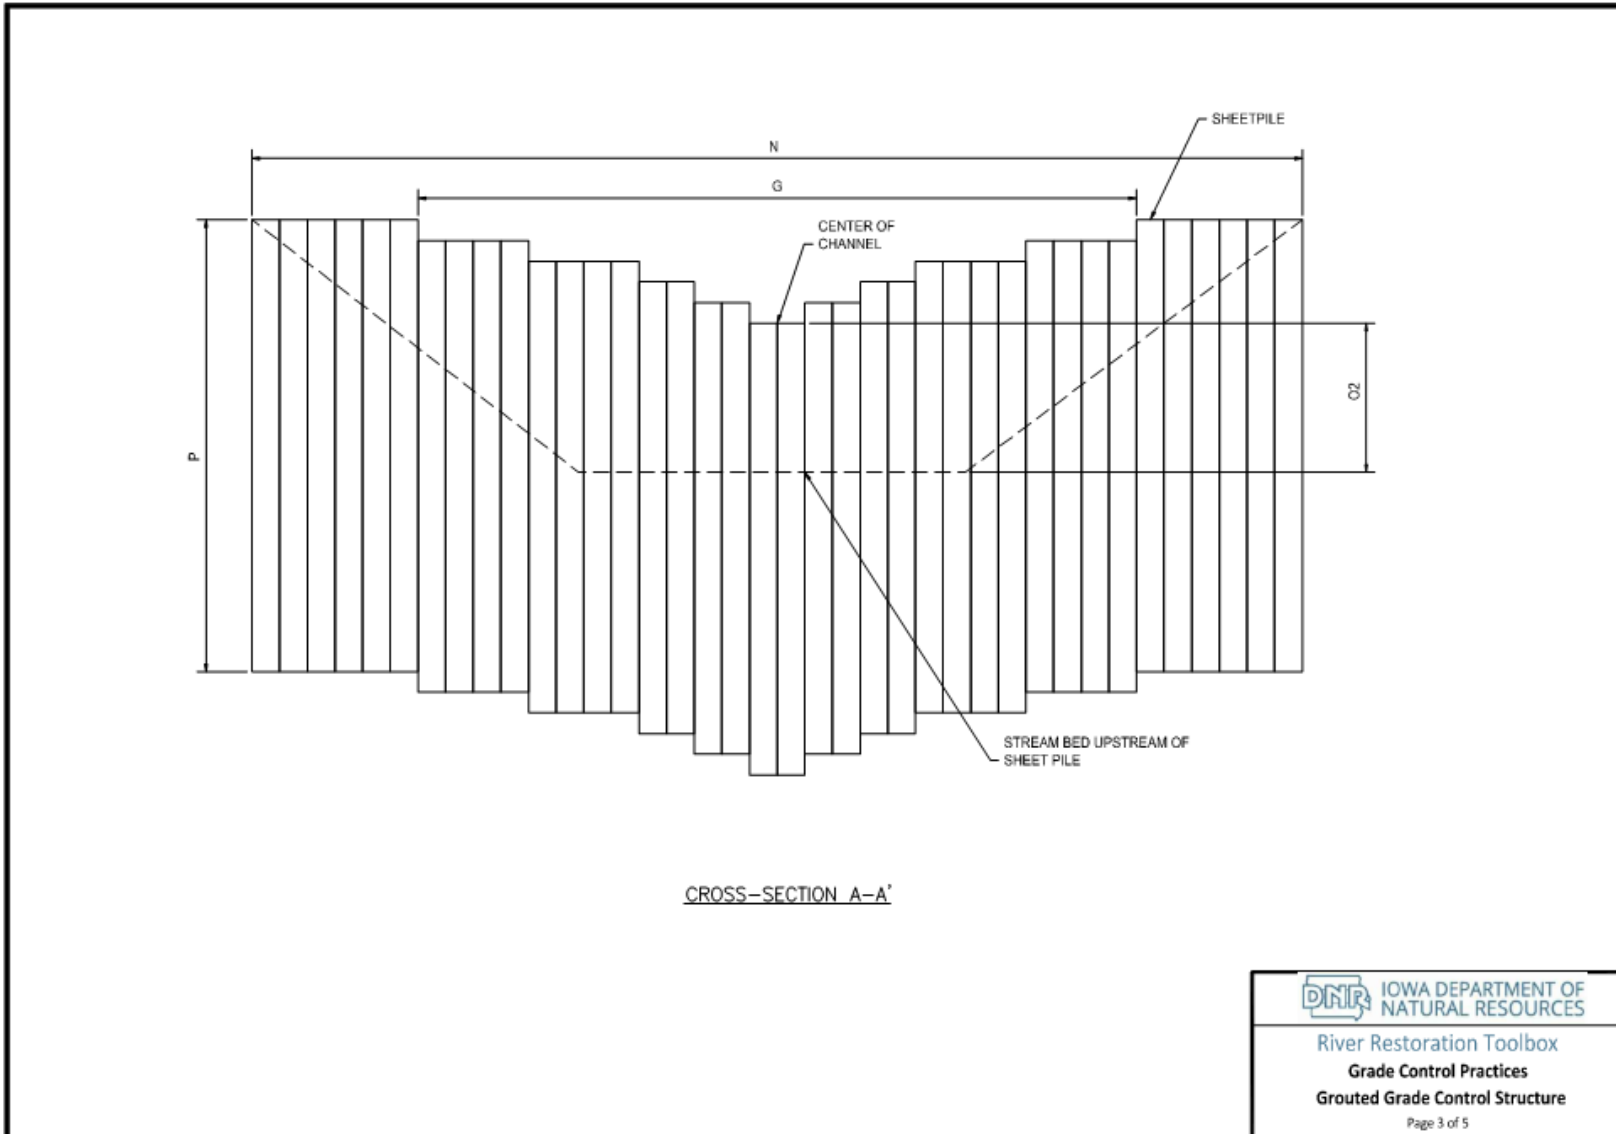 SHEETPILE
N
G
CENTER OF
CHANNEL
O2
P
STREAM BED UPSTREAM OF
SHEET PILE
CROSS-SECTION A-A'
DNR
IOWA DEPARTMENT OF
NATURAL RESOURCES
River Restoration Toolbox
Grade Control Practices
Grouted Grade Control Structure
Page 3 of 5